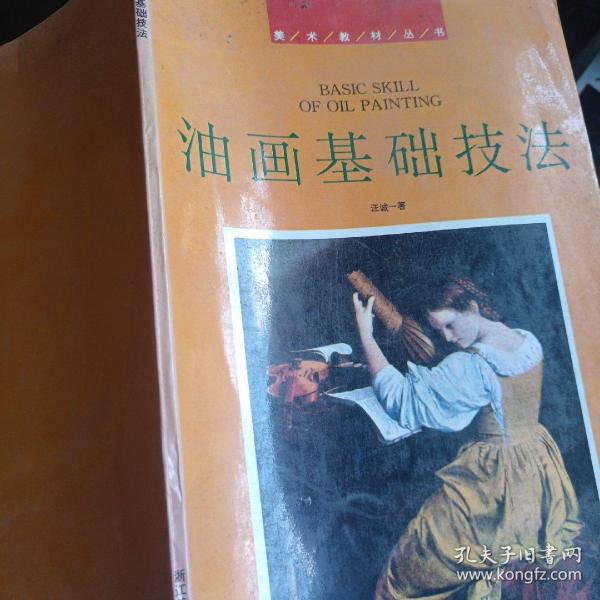 基础技法
美/术/教/材/丛/书
BASIC SKILL
OF OIL PAINTING
油画基础技法
汪诚一著
浙江
孔夫子旧书网
www.kongfz.com